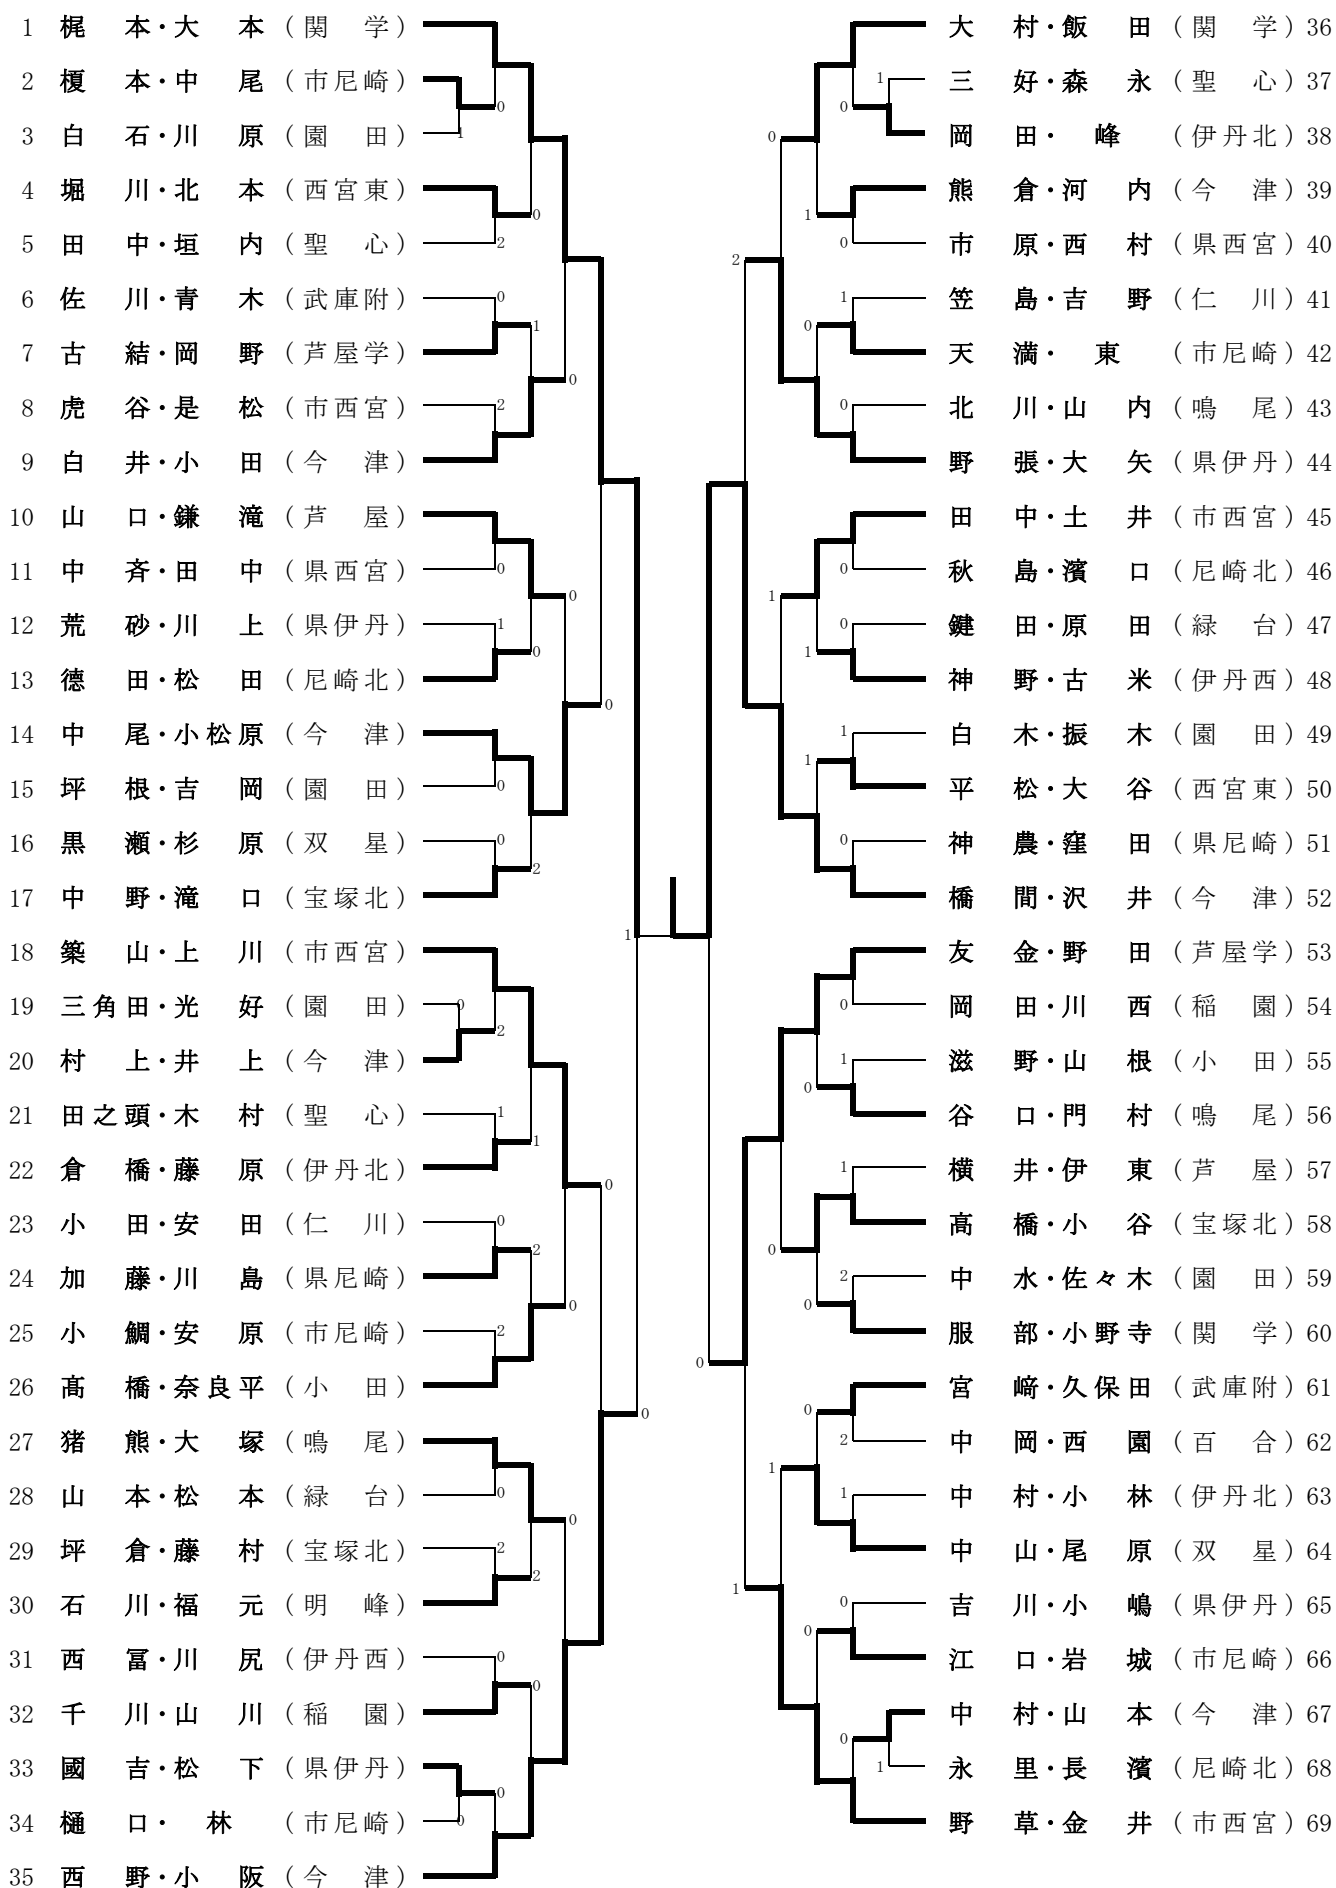 1 梶本・大本（関学）
2 榎本・中尾（市尼崎）
3 白石・川原（園田）
4 堀川・北本（西宮東）
5 田中・垣内（聖心）
6 佐川・青木（武庫附）
7 古結・岡野（芦屋学）
8 虎谷・是松（市西宮）
9 白井・小田（今津）
10 山口・鎌滝（芦屋）
11 中斉・田中（県西宮）
12 荒砂・川上（県伊丹）
13 德田・松田（尼崎北）
14 中尾・小松原（今津）
15 坪根・吉岡（園田）
16 黒瀬・杉原（双星）
17 中野・滝口（宝塚北）
18 築山・上川（市西宮）
19 三角田・光好（園田）
20 村上・井上（今津）
21 田之頭・木村（聖心）
22 倉橋・藤原（伊丹北）
23 小田・安田（仁川）
24 加藤・川島（県尼崎）
25 小鯛・安原（市尼崎）
26 髙橋・奈良平（小田）
27 猪熊・大塚（鳴尾）
28 山本・松本（緑台）
29 坪倉・藤村（宝塚北）
30 石川・福元（明峰）
31 西冨・川尻（伊丹西）
32 千川・山川（稲園）
33 國吉・松下（県伊丹）
34 樋口・林（市尼崎）
35 西野・小阪（今津）
大村・飯田（関学）36
三好・森永（聖心）37
岡田・峰（伊丹北）38
熊倉・河内（今津）39
市原・西村（県西宮）40
笠島・吉野（仁川）41
天満・東（市尼崎）42
北川・山内（鳴尾）43
野張・大矢（県伊丹）44
田中・土井（市西宮）45
秋島・濱口（尼崎北）46
鍵田・原田（緑台）47
神野・古米（伊丹西）48
白木・振木（園田）49
平松・大谷（西宮東）50
神農・窪田（県尼崎）51
橋間・沢井（今津）52
友金・野田（芦屋学）53
岡田・川西（稲園）54
滋野・山根（小田）55
谷口・門村（鳴尾）56
横井・伊東（芦屋）57
髙橋・小谷（宝塚北）58
中水・佐々木（園田）59
服部・小野寺（関学）60
宮﨑・久保田（武庫附）61
中岡・西園（百合）62
中村・小林（伊丹北）63
中山・尾原（双星）64
吉川・小嶋（県伊丹）65
江口・岩城（市尼崎）66
中村・山本（今津）67
永里・長濱（尼崎北）68
野草・金井（市西宮）69